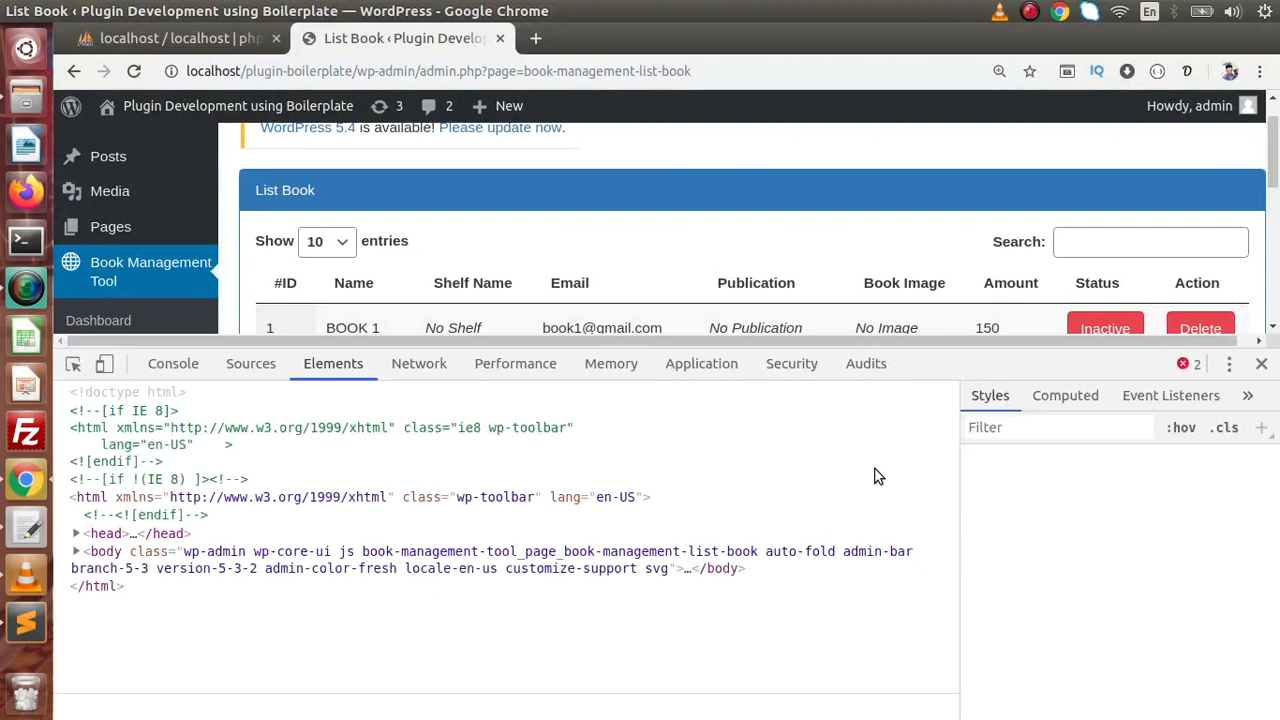 List Book ‹ Plugin Development using Boilerplate — WordPress - Google Chrome
En
localhost / localhost | ph
List Book ‹ Plugin Develo
localhost/plugin-boilerplate/wp-admin/admin.php?page=book-management-list-book
IQ
Plugin Development using Boilerplate 3 2 New
Howdy, admin
WordPress 5.4 is available! Please update now.
Posts
Media
Pages
Book Management
Tool
Dashboard
List Book
Show 10 entries
Search:
#ID Name Shelf Name Email Publication Book Image Amount Status Action
1 BOOK 1 No Shelf book1@gmail.com No Publication No Image 150 Inactive Delete
Console Sources Elements Network Performance Memory Application Security Audits 2
<!doctype html>
<!--[if IE 8]>
<html xmlns="http://www.w3.org/1999/xhtml" class="ie8 wp-toolbar"
lang="en-US" >
<![endif]-->
<!--[if !(IE 8) ]><!-->
<html xmlns="http://www.w3.org/1999/xhtml" class="wp-toolbar" lang="en-US">
<!--<![endif]-->
<head>…</head>
<body class="wp-admin wp-core-ui js book-management-tool_page_book-management-list-book auto-fold admin-bar
branch-5-3 version-5-3-2 admin-color-fresh locale-en-us customize-support svg">…</body>
</html>
Styles Computed Event Listeners
Filter :hov .cls